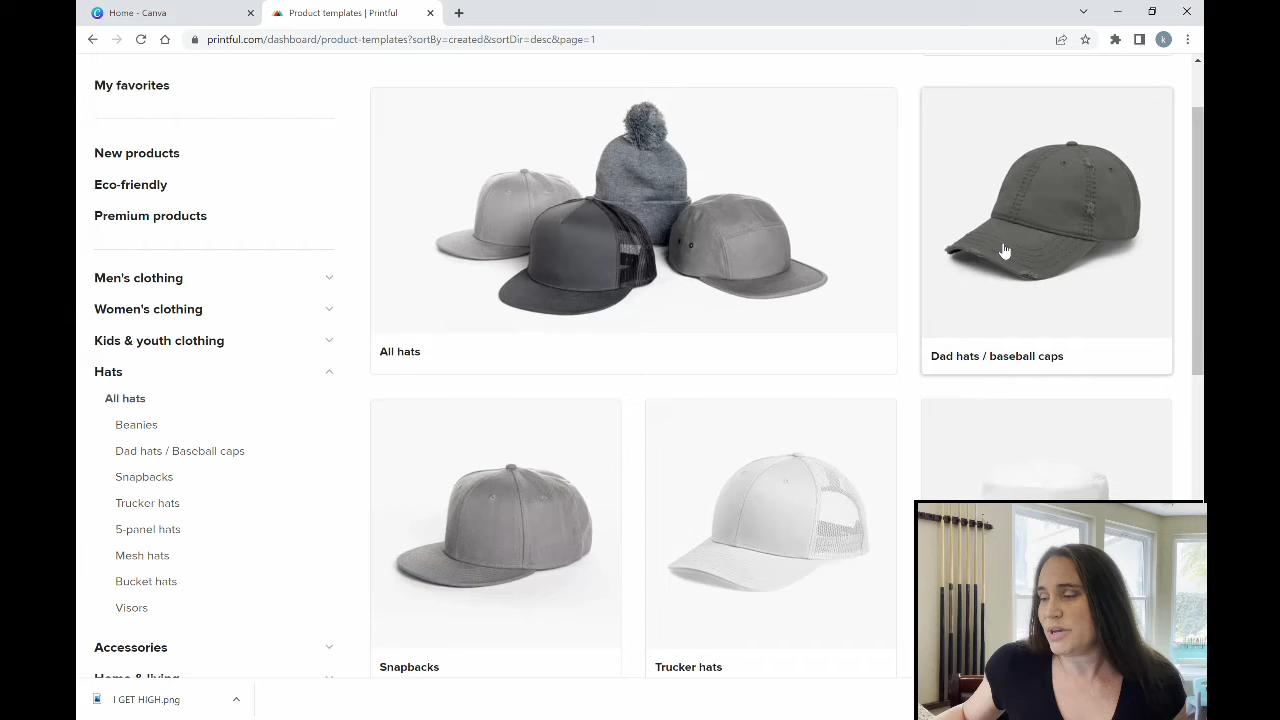 Home - Canva
Product templates | Printful
printful.com/dashboard/product-templates?sortBy=created&sortDir=desc&page=1
k
My favorites
New products
Eco-friendly
Premium products
Men's clothing
Women's clothing
Kids & youth clothing
Hats
All hats
Beanies
Dad hats / Baseball caps
Snapbacks
Trucker hats
5-panel hats
Mesh hats
Bucket hats
Visors
Accessories
Home & living
All hats
Dad hats / baseball caps
Snapbacks
Trucker hats
I GET HIGH.png